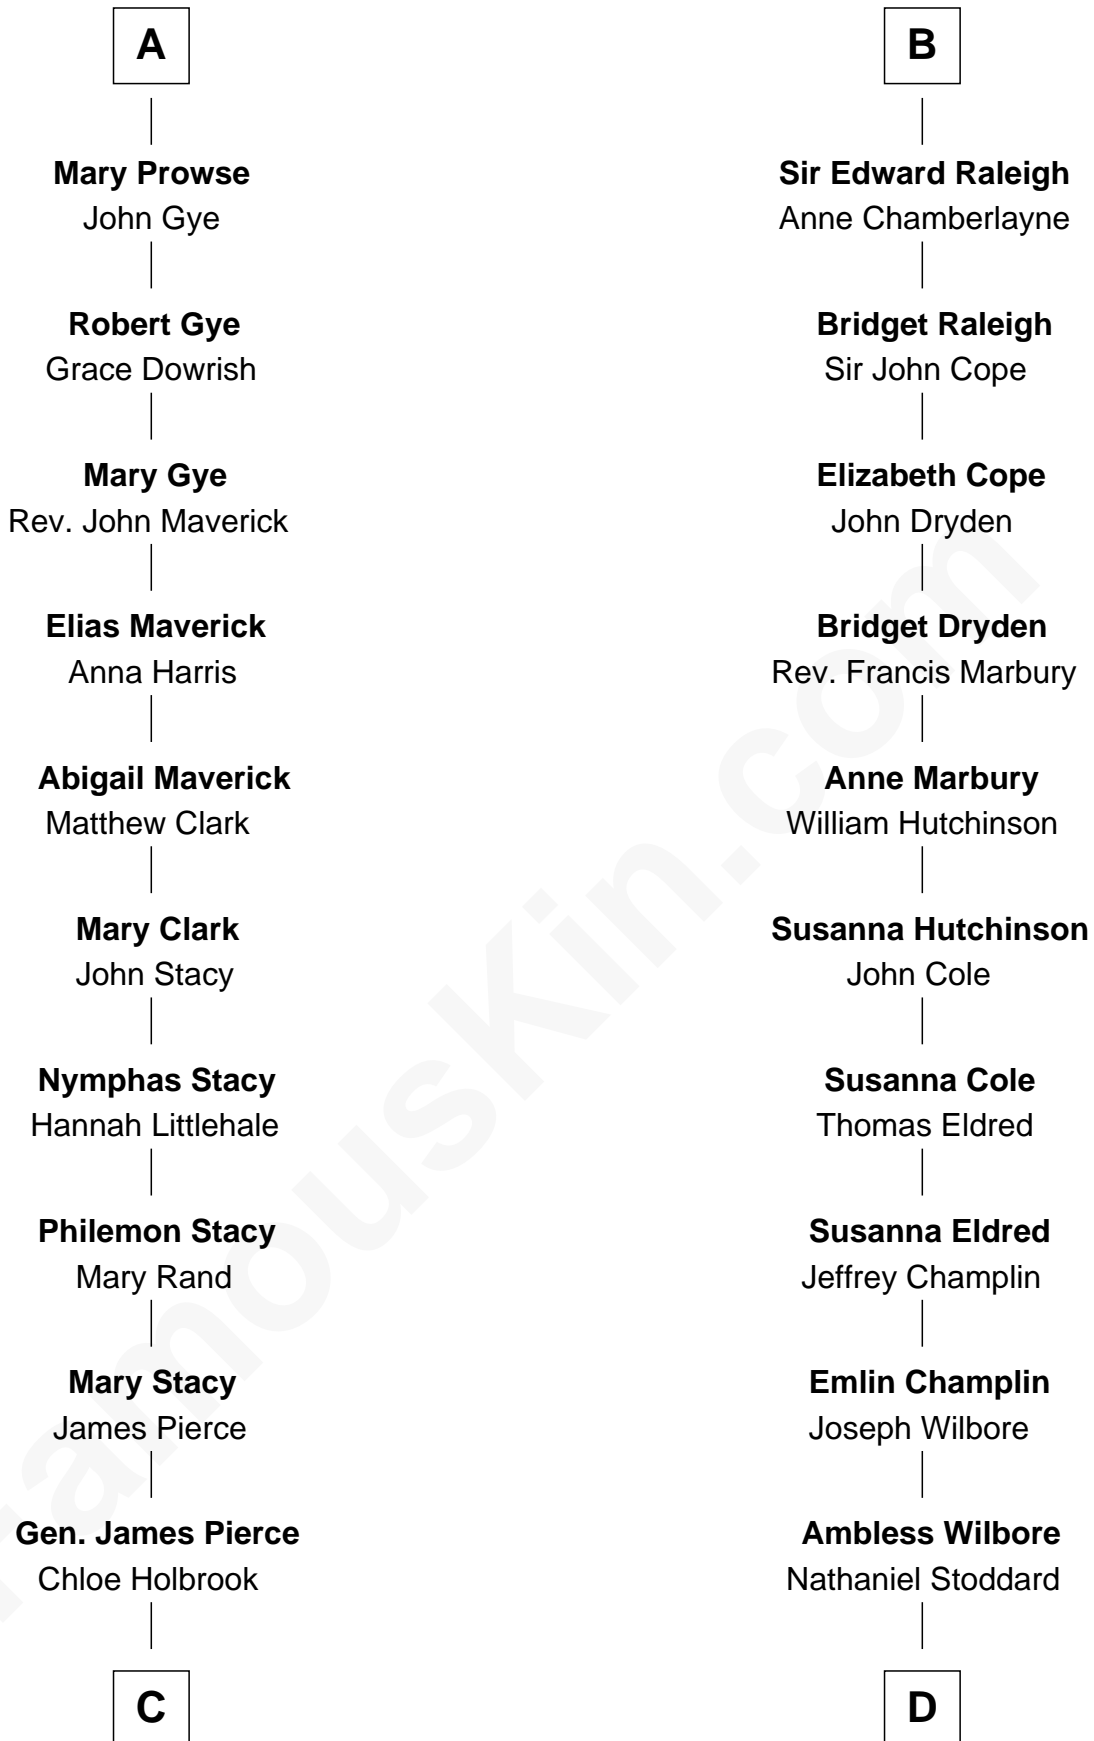 A
Mary Prowse
John Gye
Robert Gye
Grace Dowrish
Mary Gye
Rev. John Maverick
Elias Maverick
Anna Harris
Abigail Maverick
Matthew Clark
Mary Clark
John Stacy
Nymphas Stacy
Hannah Littlehale
Philemon Stacy
Mary Rand
Mary Stacy
James Pierce
Gen. James Pierce
Chloe Holbrook
C
B
Sir Edward Raleigh
Anne Chamberlayne
Bridget Raleigh
Sir John Cope
Elizabeth Cope
John Dryden
Bridget Dryden
Rev. Francis Marbury
Anne Marbury
William Hutchinson
Susanna Hutchinson
John Cole
Susanna Cole
Thomas Eldred
Susanna Eldred
Jeffrey Champlin
Emlin Champlin
Joseph Wilbore
Ambless Wilbore
Nathaniel Stoddard
D
FamousKin.com